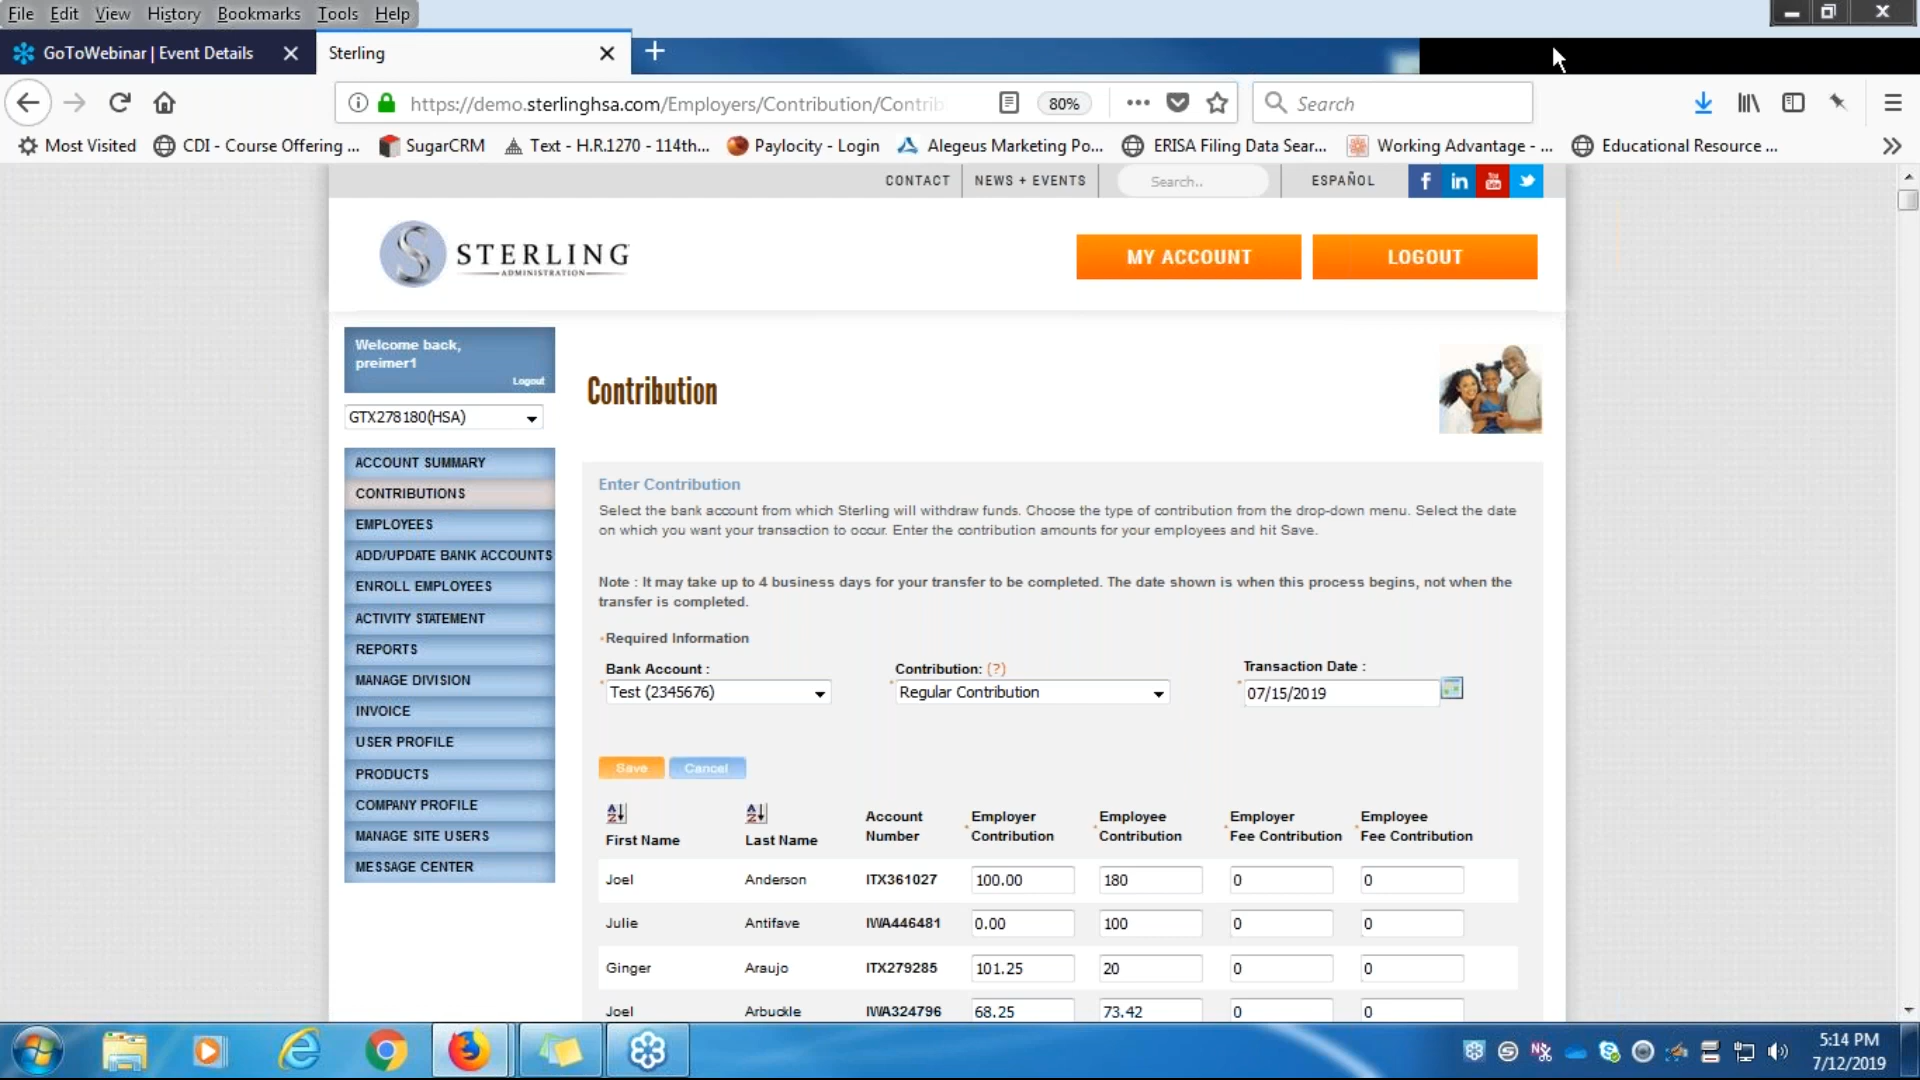 File Edit View History Bookmarks Tools Help
GoToWebinar | Event Details
Sterling
https://demo.sterlinghsa.com/Employers/Contribution/Contrib
80%
Search
Most Visited
CDI - Course Offering ...
SugarCRM
Text - H.R.1270 - 114th...
Paylocity - Login
Alegeus Marketing Po...
ERISA Filing Data Sear...
Working Advantage - ...
Educational Resource ...
CONTACT
NEWS + EVENTS
Search..
ESPAÑOL
STERLING
ADMINISTRATION
MY ACCOUNT
LOGOUT
Welcome back,
preimer1
Logout
GTX278180(HSA)
ACCOUNT SUMMARY
CONTRIBUTIONS
EMPLOYEES
ADD/UPDATE BANK ACCOUNTS
ENROLL EMPLOYEES
ACTIVITY STATEMENT
REPORTS
MANAGE DIVISION
INVOICE
USER PROFILE
PRODUCTS
COMPANY PROFILE
MANAGE SITE USERS
MESSAGE CENTER
Contribution
Enter Contribution
Select the bank account from which Sterling will withdraw funds. Choose the type of contribution from the drop-down menu. Select the date
on which you want your transaction to occur. Enter the contribution amounts for your employees and hit Save.
Note : It may take up to 4 business days for your transfer to be completed. The date shown is when this process begins, not when the
transfer is completed.
*Required Information
Bank Account :
Contribution: (?)
Transaction Date :
Test (2345676)
Regular Contribution
07/15/2019
Save Cancel
First Name
Last Name
Account Number
Employer Contribution
Employee Contribution
Employer Fee Contribution
Employee Fee Contribution
Joel Anderson ITX361027 100.00 180 0 0
Julie Antifave IWA446481 0.00 100 0 0
Ginger Araujo ITX279285 101.25 20 0 0
Joel Arbuckle IWA324796 68.25 73.42 0 0
5:14 PM
7/12/2019